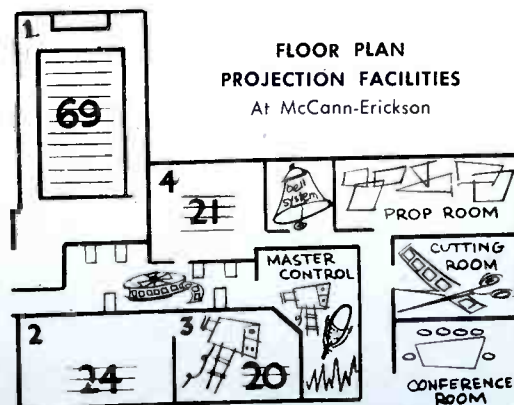 FLOOR PLAN
PROJECTION FACILITIES
At McCann-Erickson
1
69
4
21
bell
system
PROP ROOM
MASTER
CONTROL
CUTTING
ROOM
2
24
3
20
CONFERENCE
ROOM